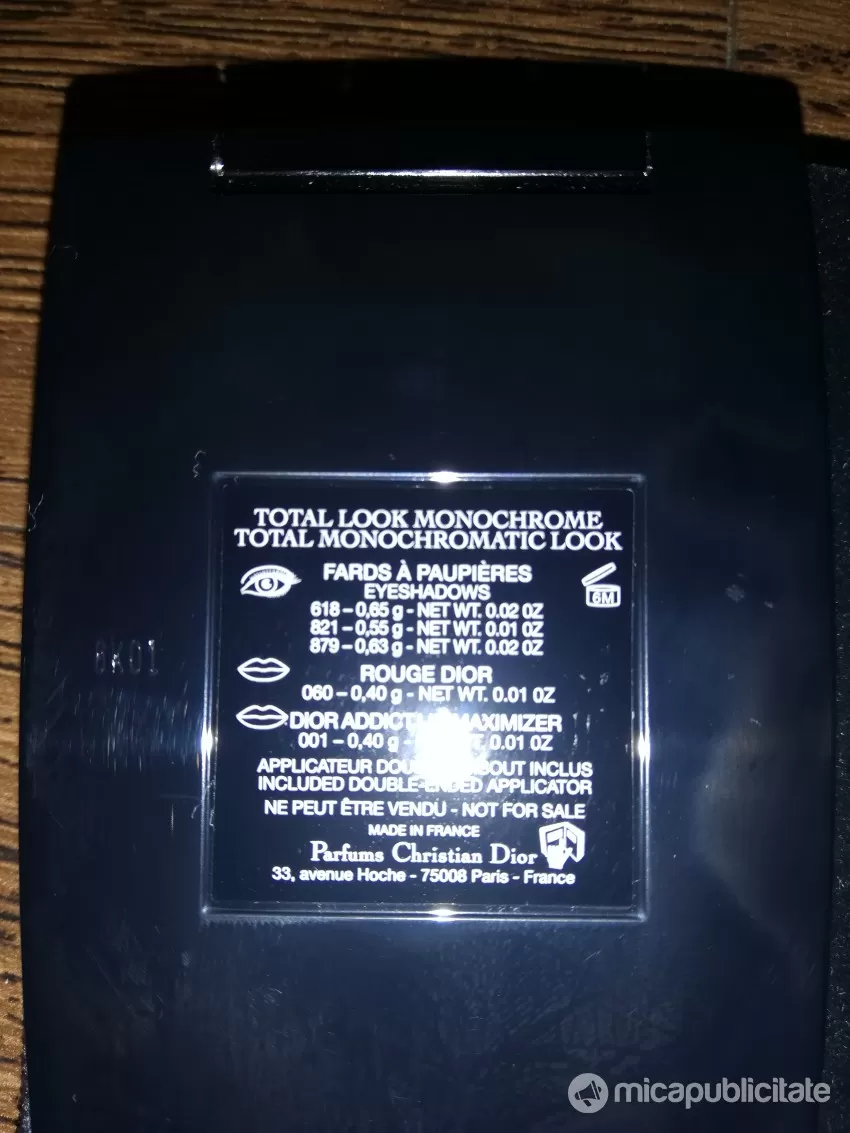 TOTAL LOOK MONOCHROME
TOTAL MONOCHROMATIC LOOK
FARDS À PAUPIÈRES
EYESHADOWS
6M
618 – 0,65 g - NET WT. 0.02 OZ
821 – 0,55 g - NET WT. 0.01 OZ
879 – 0,63 g - NET WT. 0.02 OZ
8K01
ROUGE DIOR
060 – 0,40 g - NET WT. 0.01 OZ
DIOR ADDICT MAXIMIZER
001 – 0,40 g - 0.01 OZ
APPLICATEUR INCLUS
INCLUDED DOUBLE-ENDED APPLICATOR
NE PEUT ÊTRE VENDU - NOT FOR SALE
MADE IN FRANCE
Parfums Christian Dior
33, avenue Hoche - 75008 Paris - France
micapublicitate